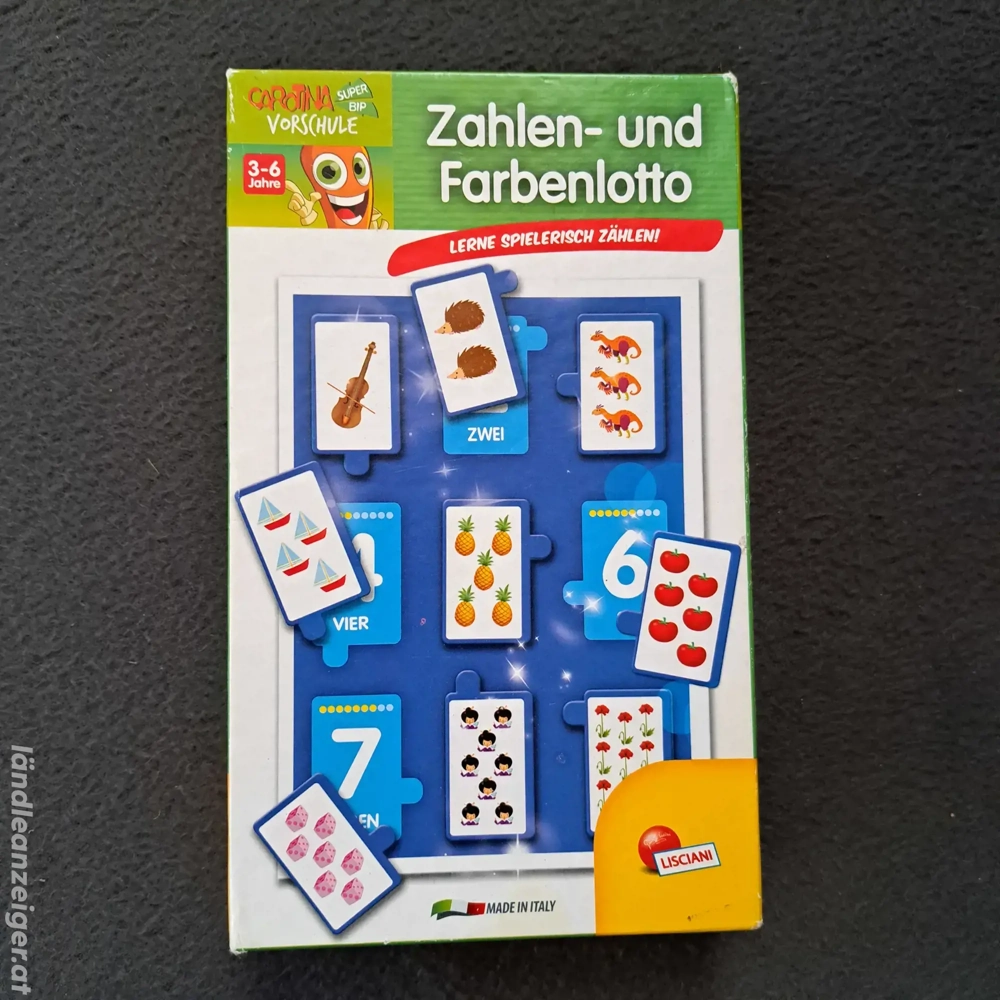 CAROTINA
SUPER
BIP
VORSCHULE
3-6
Jahre
Zahlen- und
Farbenlotto
LERNE SPIELERISCH ZÄHLEN!
ZWEI
VIER
6
7
LISCIANI
MADE IN ITALY
ländleanzeiger.at